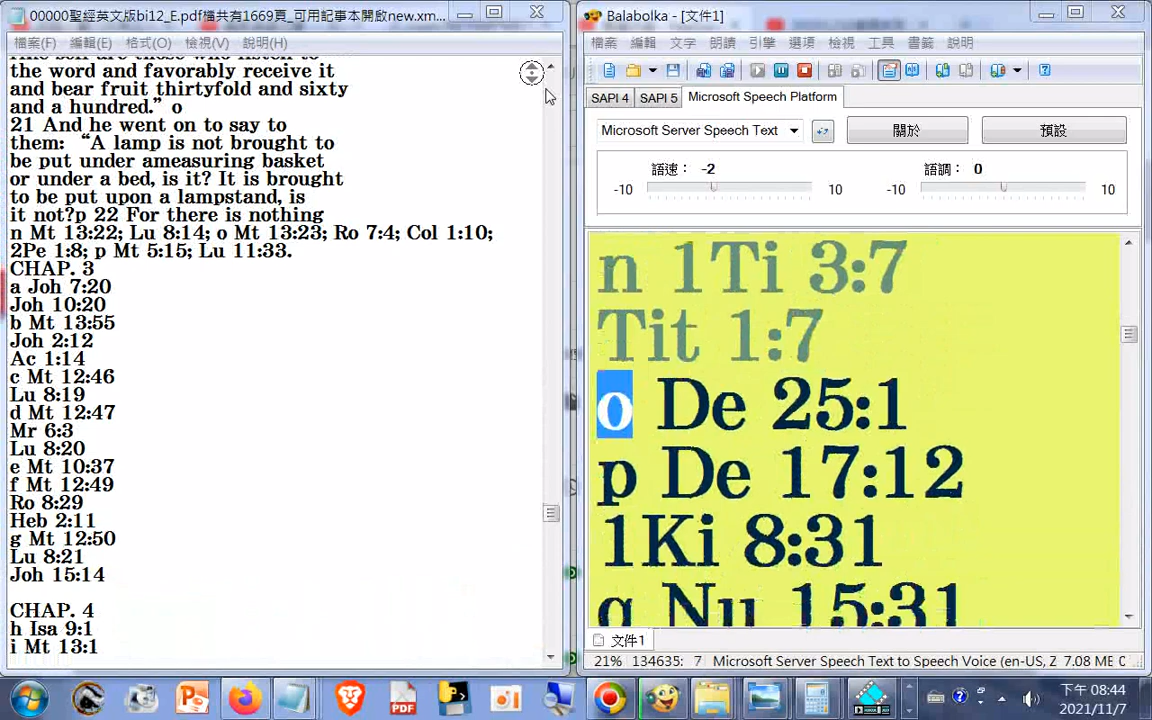 00000聖經英文版bi12_E.pdf檔共有1669頁_可用記事本開啟new.xm...
檔案(F) 編輯(E) 格式(O) 檢視(V) 說明(H)
the word and favorably receive it
and bear fruit thirtyfold and sixty
and a hundred.” o
21 And he went on to say to
them: “A lamp is not brought to
be put under ameasuring basket
or under a bed, is it? It is brought
to be put upon a lampstand, is
it not?p 22 For there is nothing
n Mt 13:22; Lu 8:14; o Mt 13:23; Ro 7:4; Col 1:10;
2Pe 1:8; p Mt 5:15; Lu 11:33.
CHAP. 3
a Joh 7:20
Joh 10:20
b Mt 13:55
Joh 2:12
Ac 1:14
c Mt 12:46
Lu 8:19
d Mt 12:47
Mr 6:3
Lu 8:20
e Mt 10:37
f Mt 12:49
Ro 8:29
Heb 2:11
g Mt 12:50
Lu 8:21
Joh 15:14
CHAP. 4
h Isa 9:1
i Mt 13:1
Balabolka - [文件1]
檔案 編輯 文字 朗讀 引擎 選項 檢視 工具 書籤 說明
SAPI 4 SAPI 5 Microsoft Speech Platform
Microsoft Server Speech Text 關於 預設
語速： -2 語調： 0
-10 10 -10 10
n 1Ti 3:7
Tit 1:7
o De 25:1
p De 17:12
1Ki 8:31
q Nu 15:31
文件1
21% 134635: 7 Microsoft Server Speech Text to Speech Voice (en-US, Z 7.08 MB
PDF
下午 08:44
2021/11/7